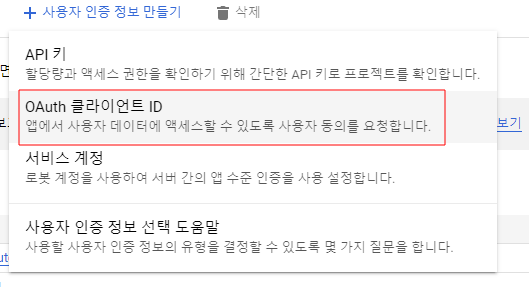 + 사용자 인증 정보 만들기 삭제
API 키
할당량과 액세스 권한을 확인하기 위해 간단한 API 키로 프로젝트를 확인합니다.
OAuth 클라이언트 ID
앱에서 사용자 데이터에 액세스할 수 있도록 사용자 동의를 요청합니다.
보기
서비스 계정
로봇 계정을 사용하여 서버 간의 앱 수준 인증을 사용 설정합니다.
사용자 인증 정보 선택 도움말
사용할 사용자 인증 정보의 유형을 결정할 수 있도록 몇 가지 질문을 합니다.